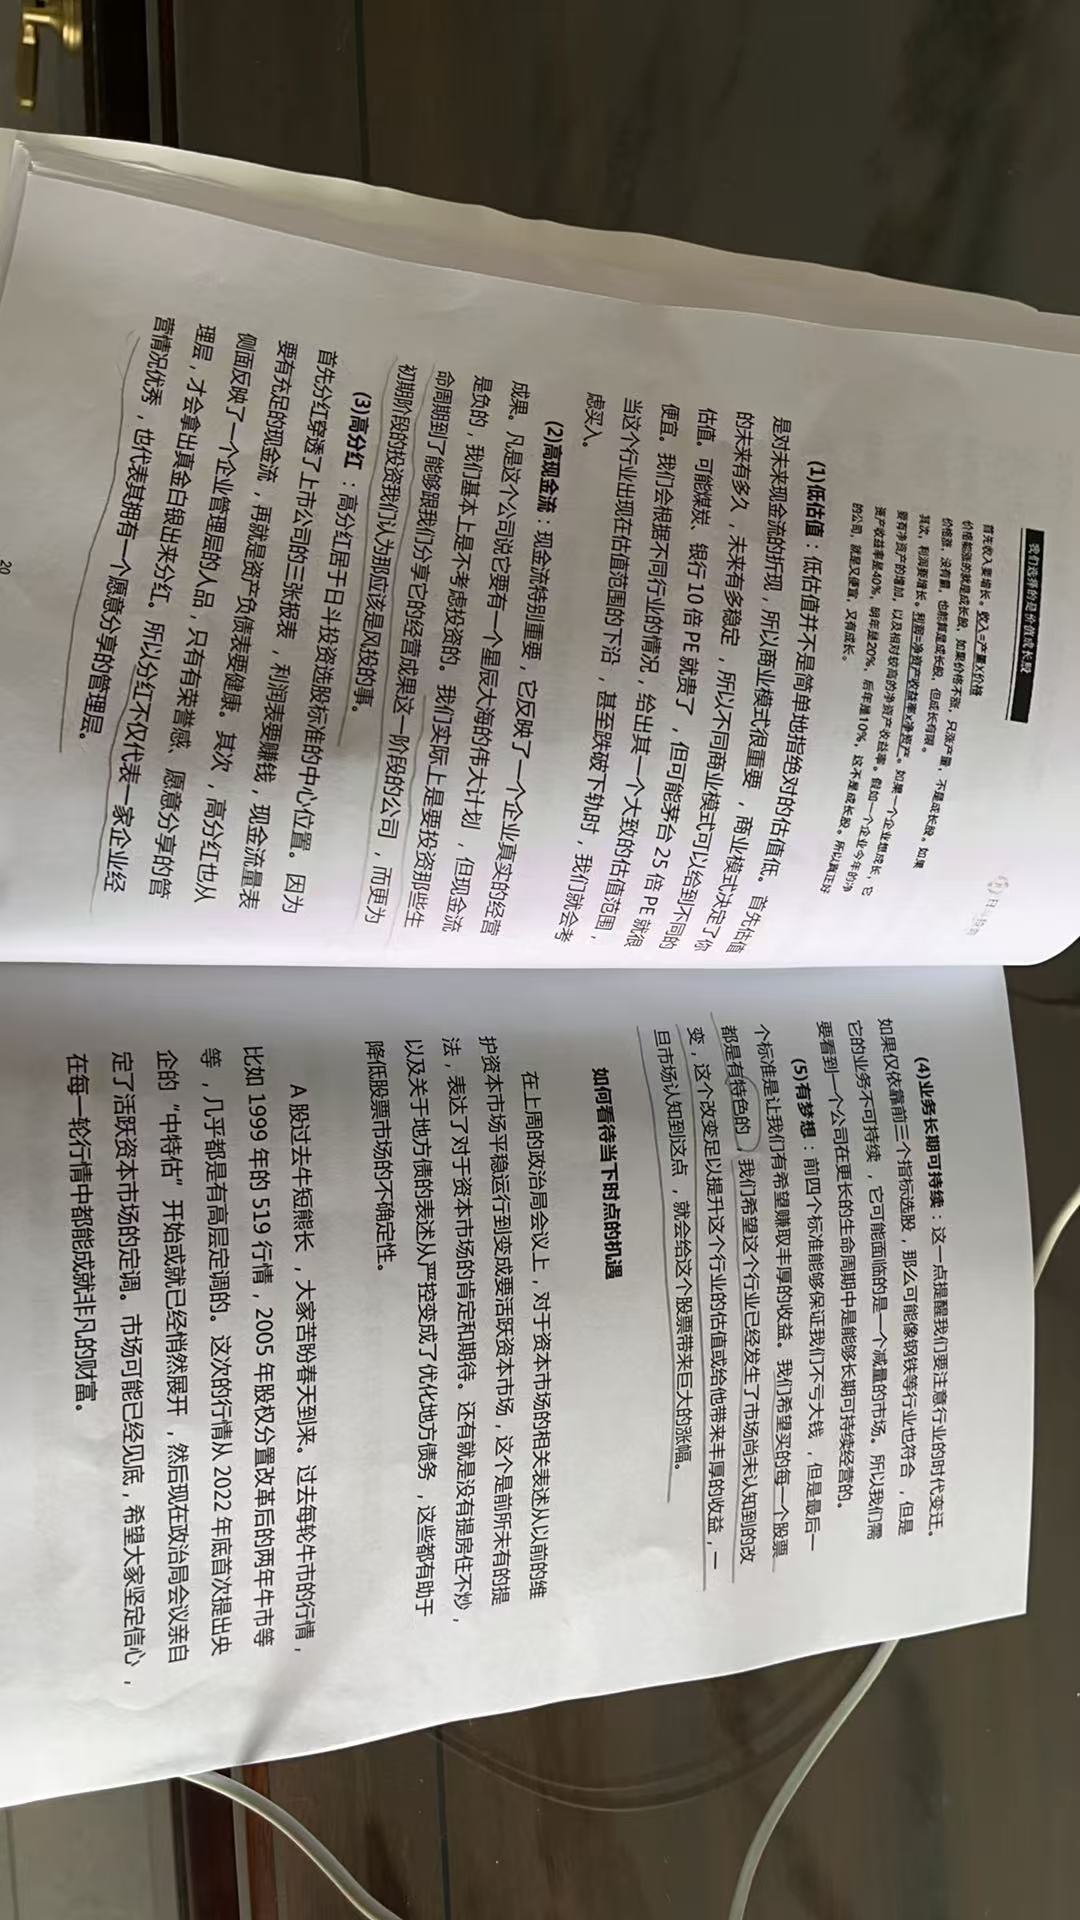 我们选择的是价值成长股
日斗投资
首先收入要增长。收入=产量X价格
价格能涨的就是成长股，如果价格不涨，只涨产量，不是成长股。如果
价格涨，没有量，也能算是成长股，但成长有限。
其次，利润要增长。利润=净资产收益率x净资产。如果一个企业想成长，它
要有净资产的增加，以及相对较高的净资产收益率。假如一个企业今年的净
资产收益率是40%，明年是20%，后年是10%，这不是成长股。所以真正好
的公司，就是又便宜，又有成长。
(1)低估值：低估值并不是简单地指绝对的估值低。首先估值
是对未来现金流的折现，所以商业模式很重要，商业模式决定了你
的未来有多久，未来有多稳定，所以不同商业模式可以给到不同的
估值。可能煤炭、银行 10 倍 PE 就贵了，但可能茅台 25 倍 PE 就很
便宜。我们会根据不同行业的情况，给出其一个大致的估值范围，
当这个行业出现在估值范围的下沿，甚至跌破下轨时，我们就会考
虑买入。
(2)高现金流：现金流特别重要，它反映了一个企业真实的经营
成果。凡是这个公司说它要有一个星辰大海的伟大计划，但现金流
是负的，我们基本上是不考虑投资的。我们实际上是要投资那些生
命周期到了能够跟我们分享它的经营成果这一阶段的公司，而更为
初期阶段的投资我们认为那应该是风投的事。
(3)高分红：高分红居于日斗投资选股标准的中心位置。因为
首先分红穿透了上市公司的三张报表，利润表要赚钱，现金流量表
要有充足的现金流，再就是资产负债表要健康。其次，高分红也从
侧面反映了一个企业管理层的人品，只有有荣誉感、愿意分享的管
理层，才会拿出真金白银出来分红。所以分红不仅代表一家企业经
营情况优秀，也代表其拥有一个愿意分享的管理层。
20
(4)业务长期可持续：这一点提醒我们要注意行业的时代变迁。
如果仅依靠前三个指标选股，那么可能像钢铁等行业也符合，但是
它的业务不可持续，它可能面临的是一个减量的市场。所以我们需
要看到一个公司在更长的生命周期中是能够长期可持续经营的。
(5)有梦想：前四个标准能够保证我们不亏大钱，但是最后一
个标准是让我们有希望赚取丰厚的收益。我们希望买的每一个股票
都是有特色的，我们希望这个行业已经发生了市场尚未认知到的改
变，这个改变足以提升这个行业的估值或给他带来丰厚的收益，一
旦市场认知到这点，就会给这个股票带来巨大的涨幅。
如何看待当下时点的机遇
在上周的政治局会议上，对于资本市场的相关表述从以前的维
护资本市场平稳运行到变成要活跃资本市场，这个是前所未有的提
法，表达了对于资本市场的肯定和期待。还有就是没有提房住不炒，
以及关于地方债的表述从严控变成了优化地方债务，这些都有助于
降低股票市场的不确定性。
A 股过去牛短熊长，大家苦盼春天到来。过去每轮牛市的行情，
比如 1999 年的 519 行情，2005 年股权分置改革后的两年牛市等
等，几乎都是有高层定调的。这次的行情从 2022 年底首次提出央
企的“中特估”开始或就已经悄然展开，然后现在政治局会议亲自
定了活跃资本市场的定调。市场可能已经见底，希望大家坚定信心，
在每一轮行情中都能成就非凡的财富。